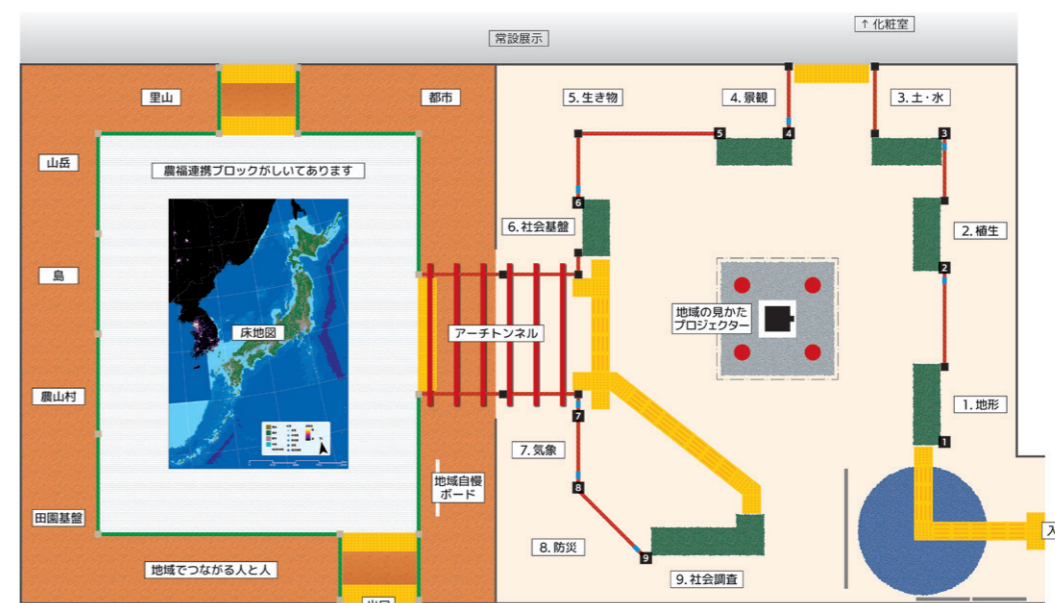 ↑化粧室
常設展示
里山
都市
5. 生き物
4. 景観
3. 土・水
山岳
農福連携ブロックがしいてあります
5
4
3
6
6. 社会基盤
2. 植生
島
2
床地図
アーチトンネル
地域の見かた
プロジェクター
農山村
1. 地形
7
1
7. 気象
地域自慢
ボード
8
田園基盤
8. 防災
9
地域でつながる人と人
9. 社会調査